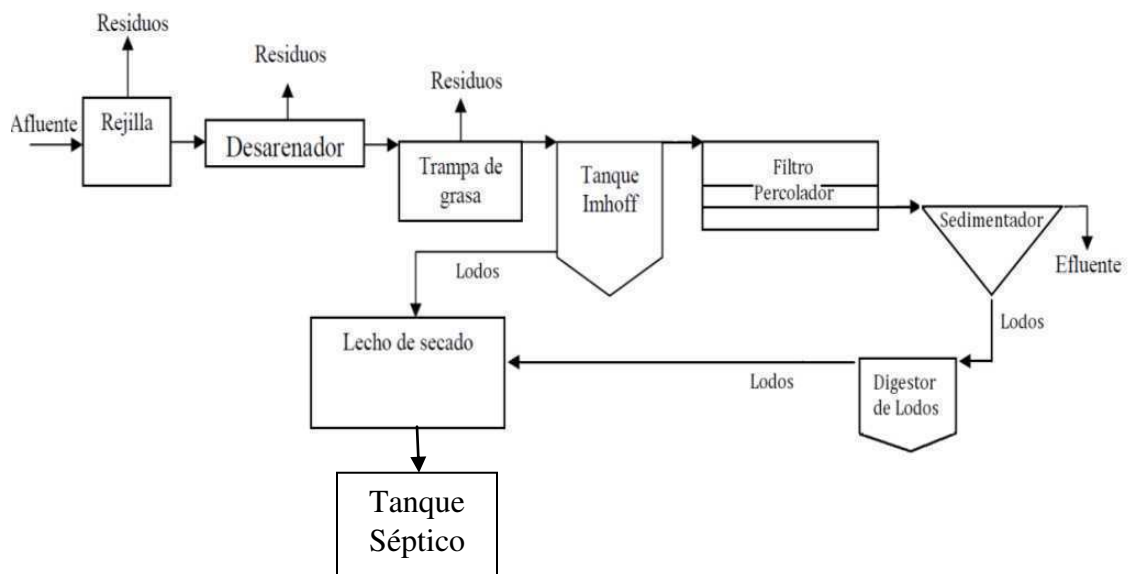 Residuos
Residuos
Residuos
Afluente
Rejilla
Desarenador
Trampa de
grasa
Tanque
Imhoff
Filtro
Percolador
Sedimentador
Efluente
Lodos
Lodos
Lecho de secado
Lodos
Digestor
de Lodos
Tanque
Séptico